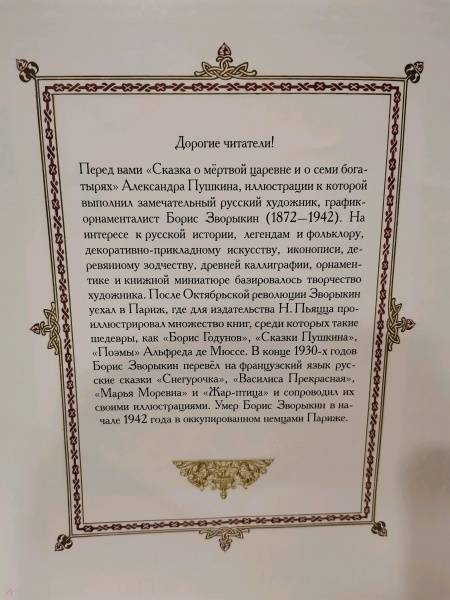 Дорогие читатели!
Перед вами «Сказка о мёртвой царевне и о семи бога-
тырях» Александра Пушкина, иллюстрации к которой
выполнил замечательный русский художник, график-
орнаменталист Борис Зворыкин (1872—1942). На
интересе к русской истории, легендам и фольклору,
декоративно-прикладному искусству, иконописи, де-
ревянному зодчеству, древней каллиграфии, орнамен-
тике и книжной миниатюре базировалось творчество
художника. После Октябрьской революции Зворыкин
уехал в Париж, где для издательства Н. Пьяцца про-
иллюстрировал множество книг, среди которых такие
шедевры, как «Борис Годунов», «Сказки Пушкина»,
«Поэмы» Альфреда де Мюссе. В конце 1930-х годов
Борис Зворыкин перевёл на французский язык рус-
ские сказки «Снегурочка», «Василиса Прекрасная»,
«Марья Моревна» и «Жар-птица» и сопроводил их
своими иллюстрациями. Умер Борис Зворыкин в на-
чале 1942 года в оккупированном немцами Париже.